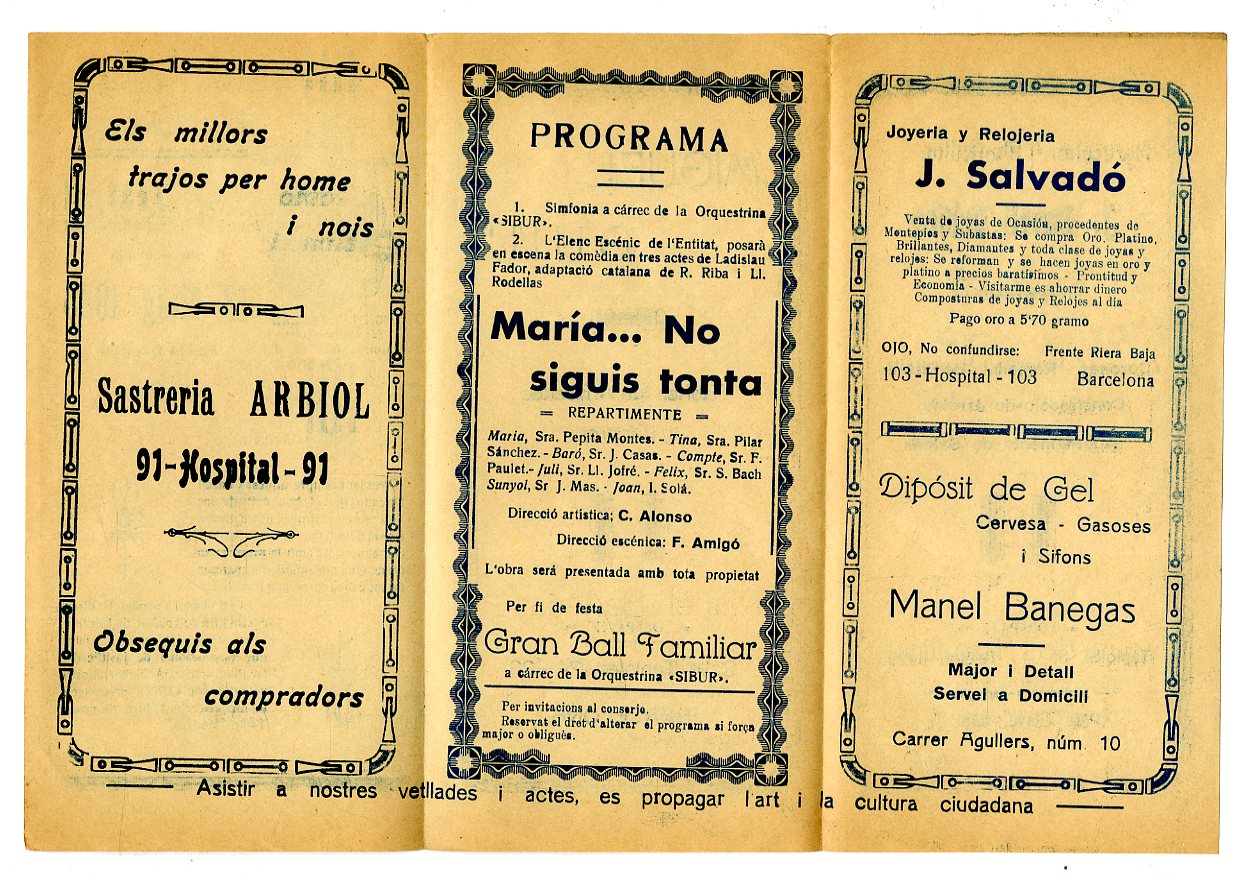 Els millors
trajos per home
i nois
Sastreria ARBIOL
91-Hospital-91
Obsequis als
compradors
PROGRAMA
1. Simfonia a cárrec de la Orquestrina
«SIBUR».
2. L'Elenc Escénic de l'Entitat, posarà
en escena la comèdia en tres actes de Ladislau
Fador, adaptació catalana de R. Riba i Ll.
Rodellas
María... No
siguis tonta
= REPARTIMENTE =
Maria, Sra. Pepita Montes. - Tina, Sra. Pilar
Sánchez. - Baró, Sr. J. Casas. - Compte, Sr. F.
Paulet.- Juli, Sr. Ll. Jofré. - Felix, Sr. S. Bach
Sunyol, Sr J. Mas. - Joan, I. Solá.
Direcció artística; C. Alonso
Direcció escénica: F. Amigó
L'obra será presentada amb tota propietat
Per fi de festa
Gran Ball Familiar
a cárrec de la Orquestrina «SIBUR».
Per invitacions al conserje.
Reservat el dret d'alterar el programa si força
major o obligués.
Joyeria y Relojeria
J. Salvadó
Venta de joyas de Ocasión, procedentes de
Montepios y Subastas: Se compra Oro, Platino,
Brillantes, Diamantes y toda clase de joyas y
relojes: Se reforman y se hacen joyas en oro y
platino a precios baratísimos - Prontitud y
Economia - Visitarme es ahorrar dinero
Composturas de joyas y Relojes al día
Pago oro a 5'70 gramo
OJO, No confundirse: Frente Riera Baja
103-Hospital-103 Barcelona
Dipósit de Gel
Cervesa - Gasoses
i Sifons
Manel Banegas
Major i Detall
Servei a Domicili
Carrer Agullers, núm 10
Asistir a nostres vetllades i actes, es propagar l'art i la cultura ciudadana